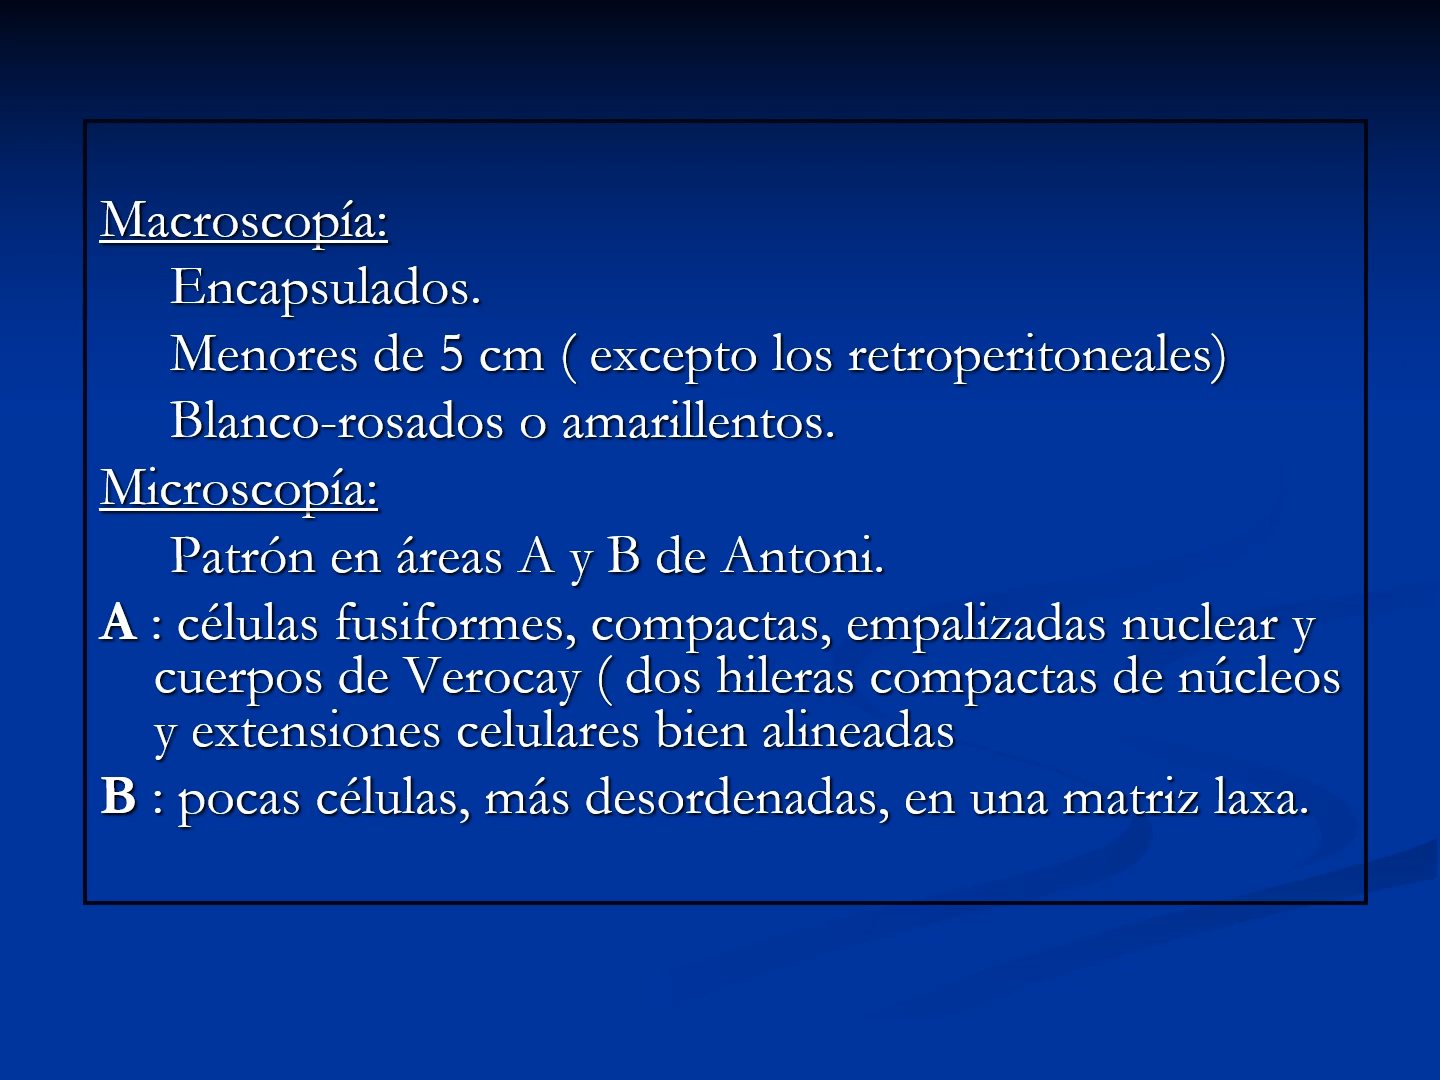 Macroscopía:
Encapsulados.
Menores de 5 cm ( excepto los retroperitoneales)
Blanco-rosados o amarillentos.
Microscopía:
Patrón en áreas A y B de Antoni.
A : células fusiformes, compactas, empalizadas nuclear y
cuerpos de Verocay ( dos hileras compactas de núcleos
y extensiones celulares bien alineadas
B : pocas células, más desordenadas, en una matriz laxa.